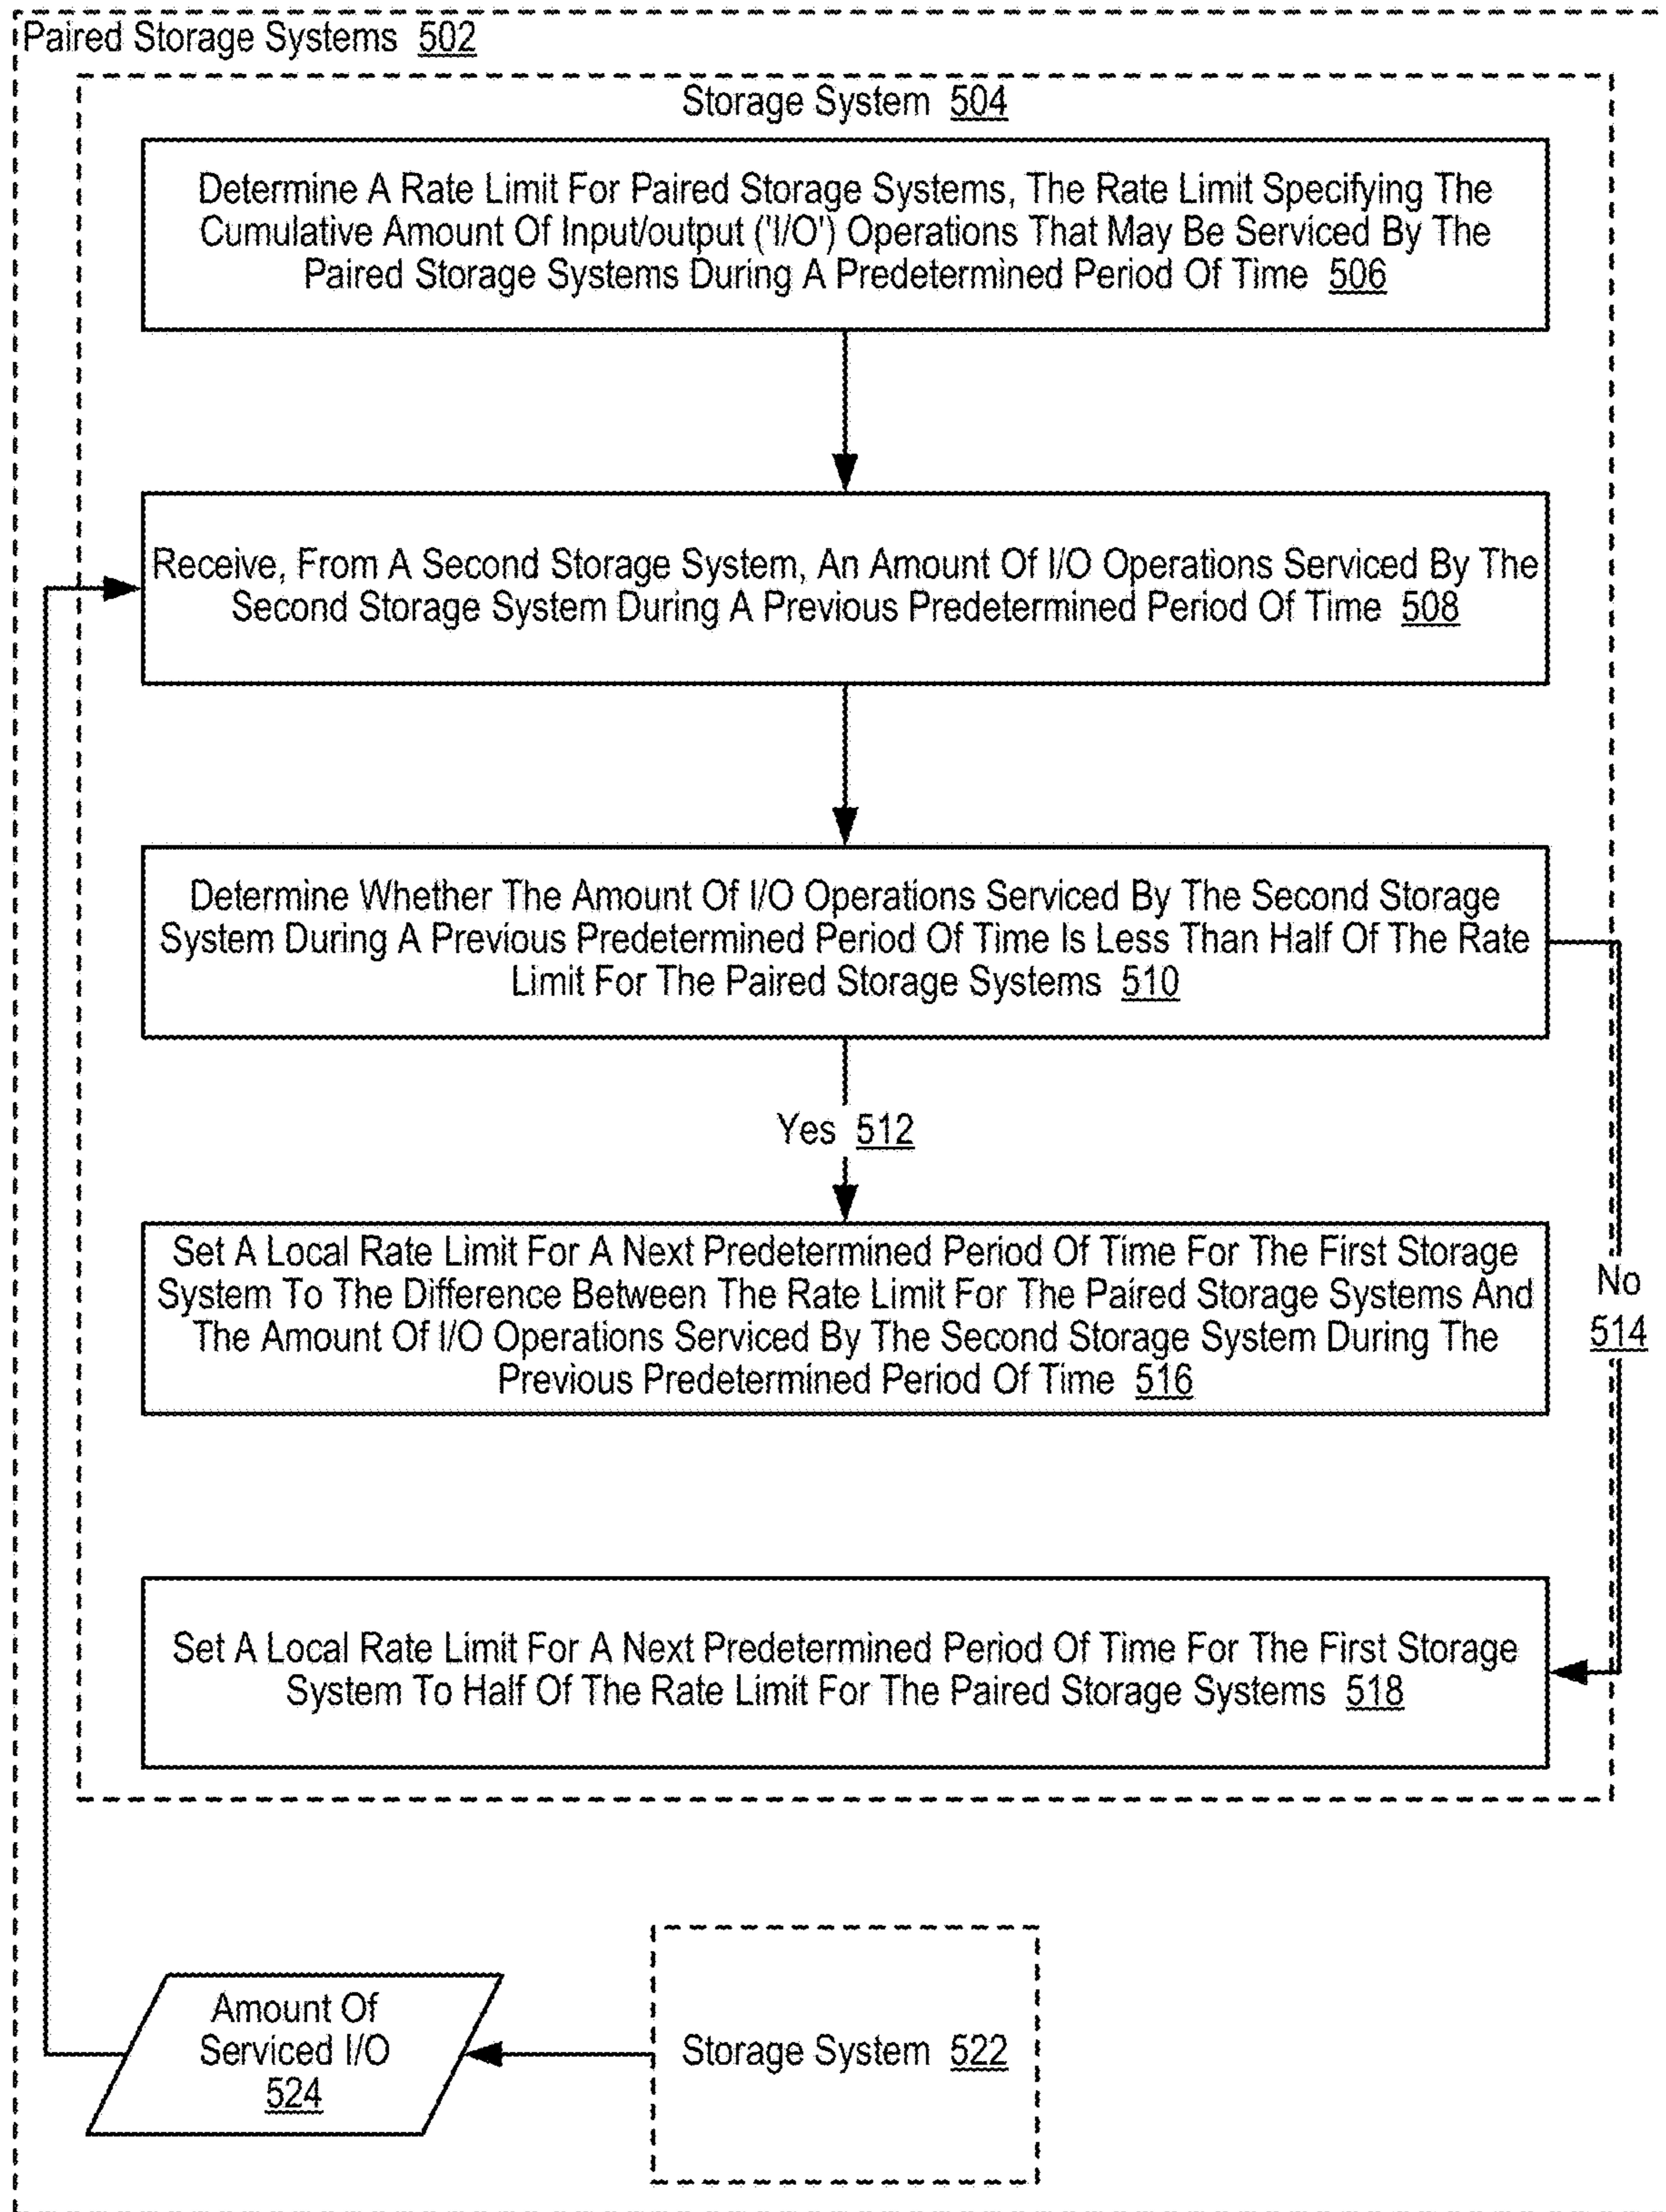 Paired Storage Systems 502
Storage System 504
Determine A Rate Limit For Paired Storage Systems, The Rate Limit Specifying The
Cumulative Amount Of Input/output ('I/O') Operations That May Be Serviced By The
Paired Storage Systems During A Predetermined Period Of Time 506
Receive, From A Second Storage System, An Amount Of I/O Operations Serviced By The
Second Storage System During A Previous Predetermined Period Of Time 508
Determine Whether The Amount Of I/O Operations Serviced By The Second Storage
System During A Previous Predetermined Period Of Time Is Less Than Half Of The Rate
Limit For The Paired Storage Systems 510
Yes 512
No
514
Set A Local Rate Limit For A Next Predetermined Period Of Time For The First Storage
System To The Difference Between The Rate Limit For The Paired Storage Systems And
The Amount Of I/O Operations Serviced By The Second Storage System During The
Previous Predetermined Period Of Time 516
Set A Local Rate Limit For A Next Predetermined Period Of Time For The First Storage
System To Half Of The Rate Limit For The Paired Storage Systems 518
Amount Of
Serviced I/O
524
Storage System 522